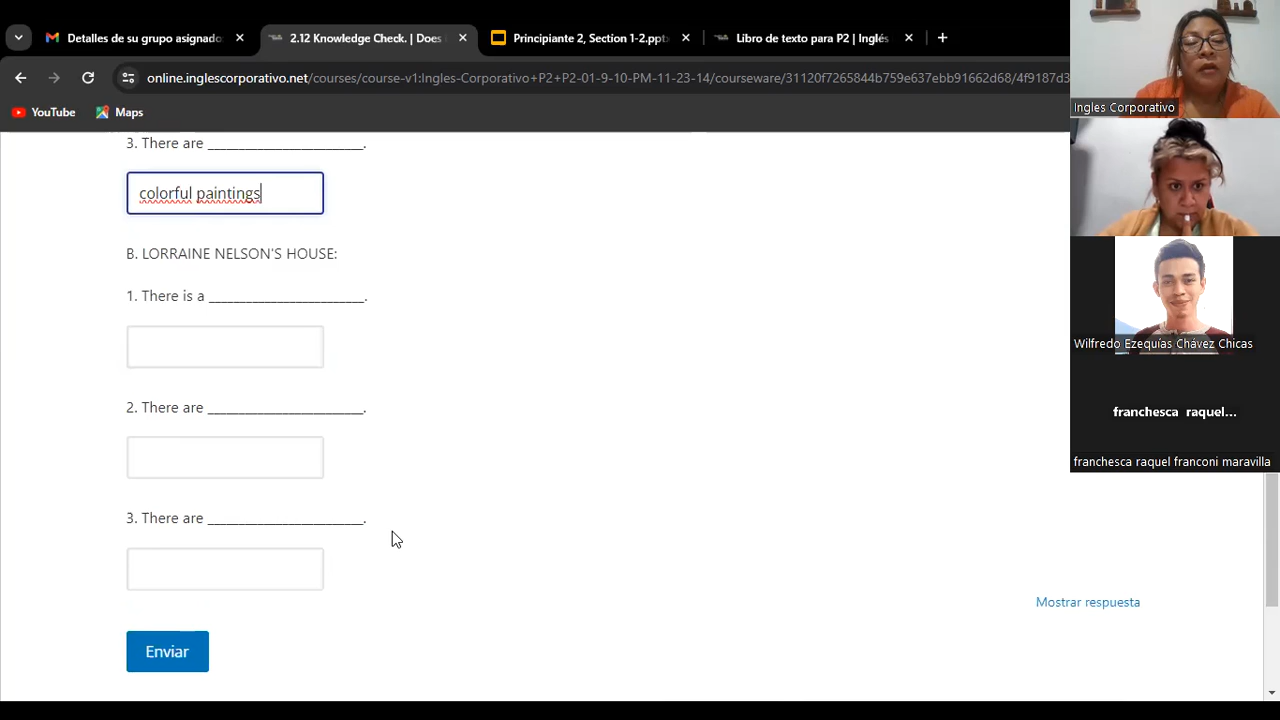 Detalles de su grupo asignado
2.12 Knowledge Check. | Does
Principiante 2, Section 1-2.ppt
Libro de texto para P2 | Inglés
online.inglescorporativo.net/courses/course-v1:Ingles-Corporativo+P2+P2-01-9-10-PM-11-23-14/courseware/31120f7265844b759e637ebb91662d68/4f9187d3
YouTube
Maps
3. There are ________________________.
colorful paintings
B. LORRAINE NELSON'S HOUSE:
1. There is a ________________________.
2. There are ________________________.
3. There are ________________________.
Mostrar respuesta
Enviar
Ingles Corporativo
Wilfredo Ezequías Chávez Chicas
franchesca raquel...
franchesca raquel franconi maravilla